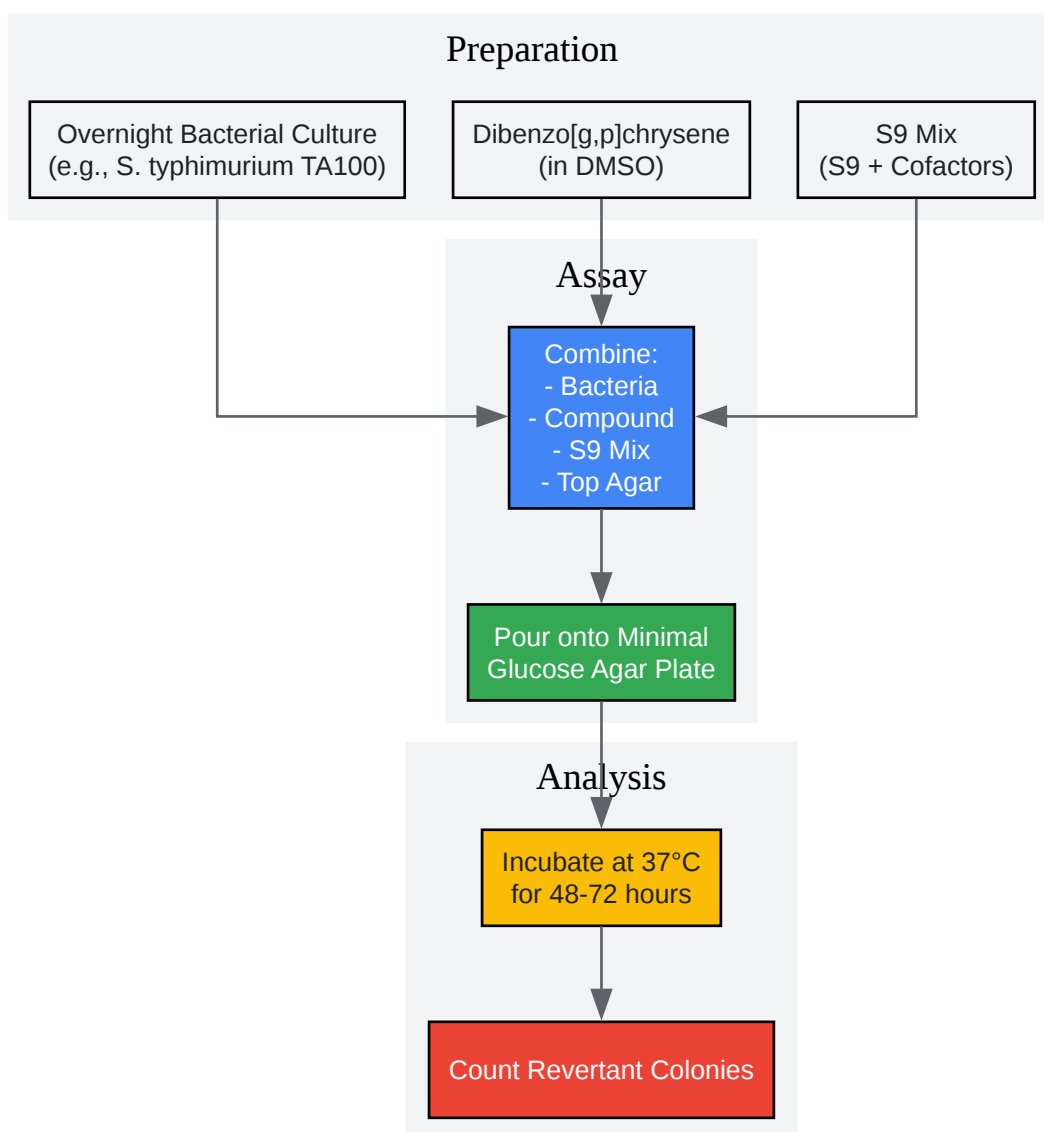 Preparation
Overnight Bacterial Culture
(e.g., S. typhimurium TA100)
Dibenzo[g,p]chrysene
(in DMSO)
S9 Mix
(S9 + Cofactors)
Assay
Combine:
- Bacteria
- Compound
- S9 Mix
- Top Agar
Pour onto Minimal
Glucose Agar Plate
Analysis
Incubate at 37°C
for 48-72 hours
Count Revertant Colonies